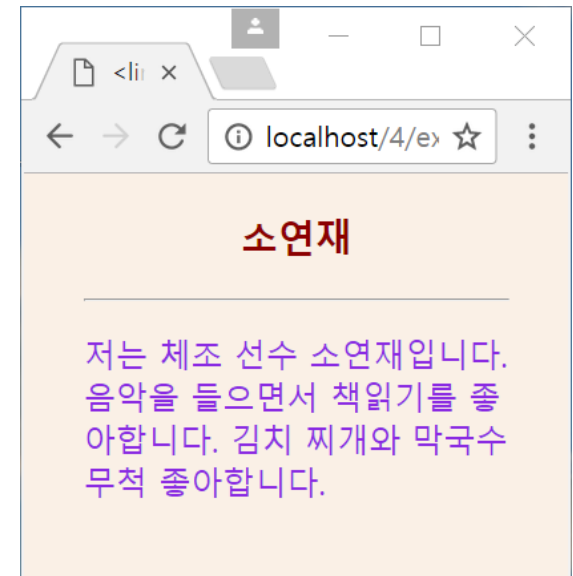 <li
localhost/4/ex
소연재
저는 체조 선수 소연재입니다.
음악을 들으면서 책읽기를 좋
아합니다. 김치 찌개와 막국수
무척 좋아합니다.